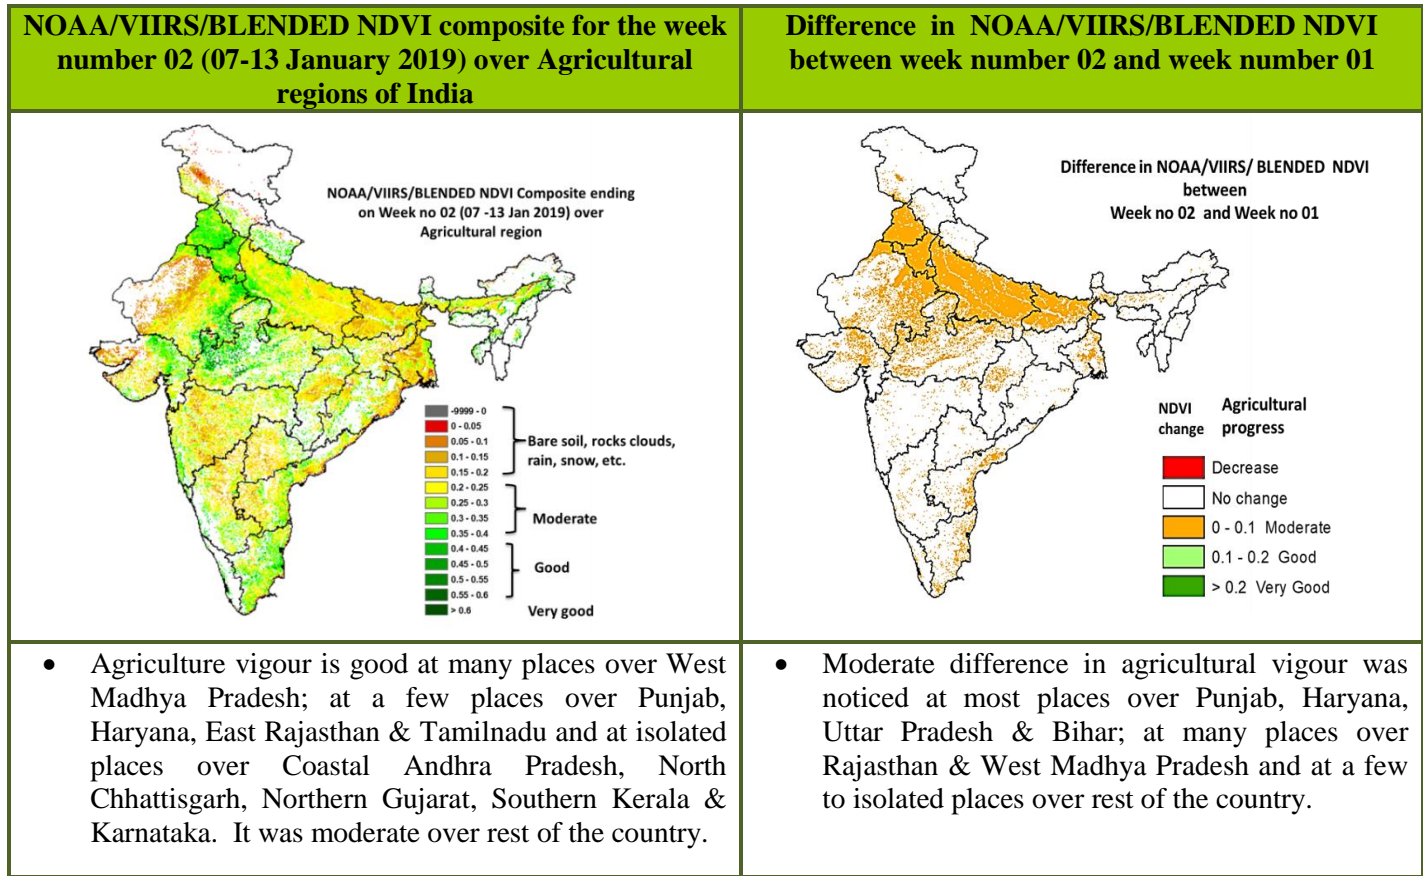 NOAA/VIIRS/BLENDED NDVI composite for the week
number 02 (07-13 January 2019) over Agricultural
regions of India
Difference in NOAA/VIIRS/BLENDED NDVI
between week number 02 and week number 01
NOAA/VIIRS/BLENDED NDVI Composite ending
on Week no 02 (07 -13 Jan 2019) over
Agricultural region
-9999 - 0
0 - 0.05
0.05 - 0.1
0.1 - 0.15
0.15 - 0.2
0.2 - 0.25
0.25 - 0.3
0.3 - 0.35
0.35 - 0.4
0.4 - 0.45
0.45 - 0.5
0.5 - 0.55
0.55 - 0.6
> 0.6
Bare soil, rocks clouds,
rain, snow, etc.
Moderate
Good
Very good
Difference in NOAA/VIIRS/ BLENDED NDVI
between
Week no 02 and Week no 01
NDVI
change
Agricultural
progress
Decrease
No change
0 - 0.1 Moderate
0.1 - 0.2 Good
> 0.2 Very Good
• Agriculture vigour is good at many places over West
Madhya Pradesh; at a few places over Punjab,
Haryana, East Rajasthan & Tamilnadu and at isolated
places over Coastal Andhra Pradesh, North
Chhattisgarh, Northern Gujarat, Southern Kerala &
Karnataka. It was moderate over rest of the country.
• Moderate difference in agricultural vigour was
noticed at most places over Punjab, Haryana,
Uttar Pradesh & Bihar; at many places over
Rajasthan & West Madhya Pradesh and at a few
to isolated places over rest of the country.